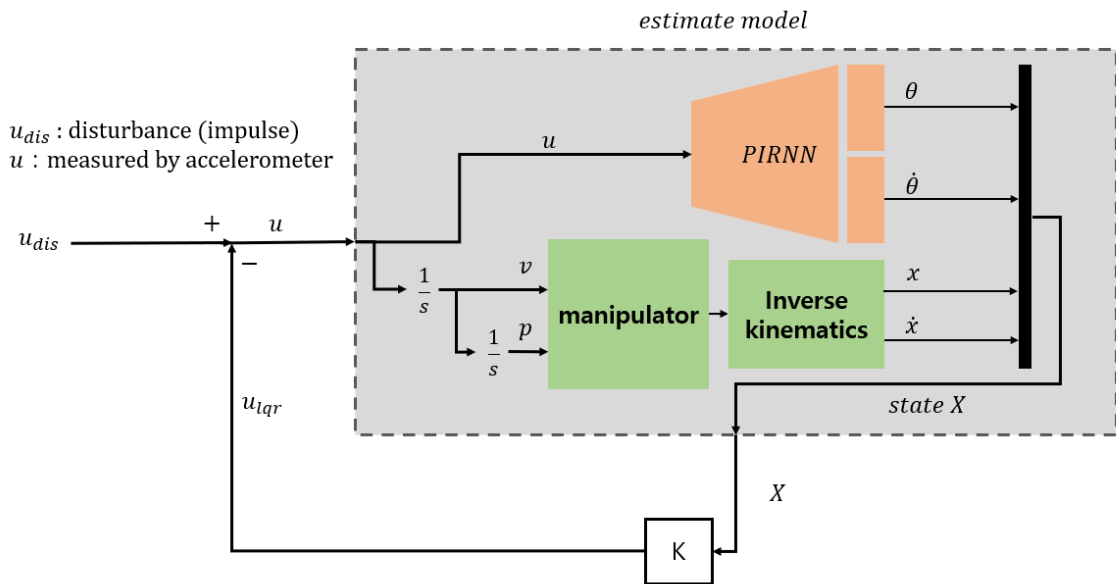 estimate model
u_dis : disturbance (impulse)
u : measured by accelerometer
u_dis
+
−
u
u
PIRNN
θ
θ̇
1/s
v
1/s
p
manipulator
Inverse
kinematics
x
ẋ
state X
u_lqr
X
K